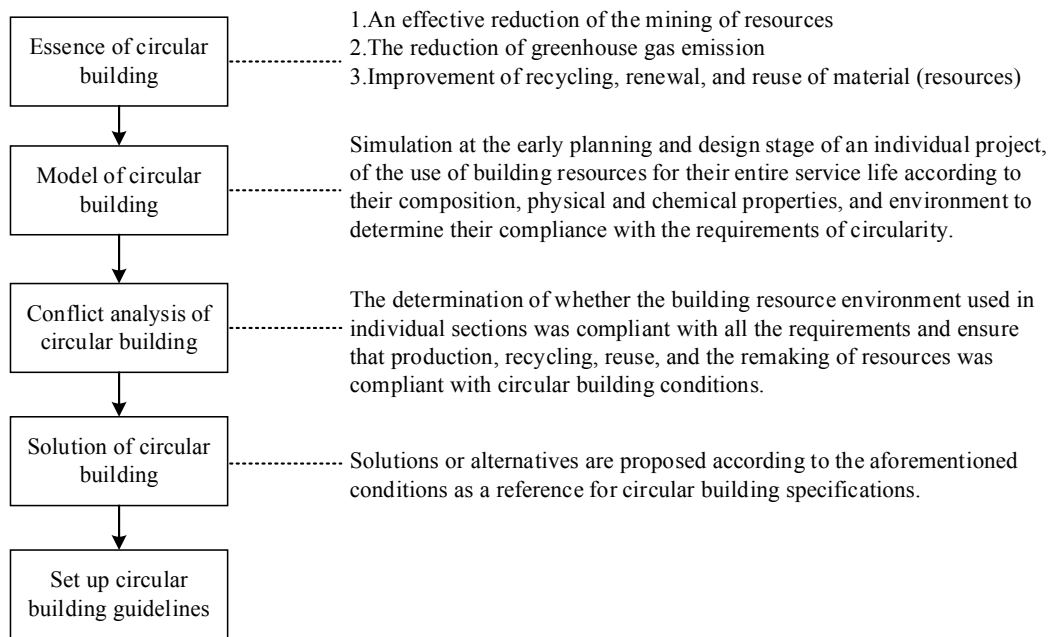 Essence of circular
building
1.An effective reduction of the mining of resources
2.The reduction of greenhouse gas emission
3.Improvement of recycling, renewal, and reuse of material (resources)
Model of circular
building
Simulation at the early planning and design stage of an individual project,
of the use of building resources for their entire service life according to
their composition, physical and chemical properties, and environment to
determine their compliance with the requirements of circularity.
Conflict analysis of
circular building
The determination of whether the building resource environment used in
individual sections was compliant with all the requirements and ensure
that production, recycling, reuse, and the remaking of resources was
compliant with circular building conditions.
Solution of circular
building
Solutions or alternatives are proposed according to the aforementioned
conditions as a reference for circular building specifications.
Set up circular
building guidelines